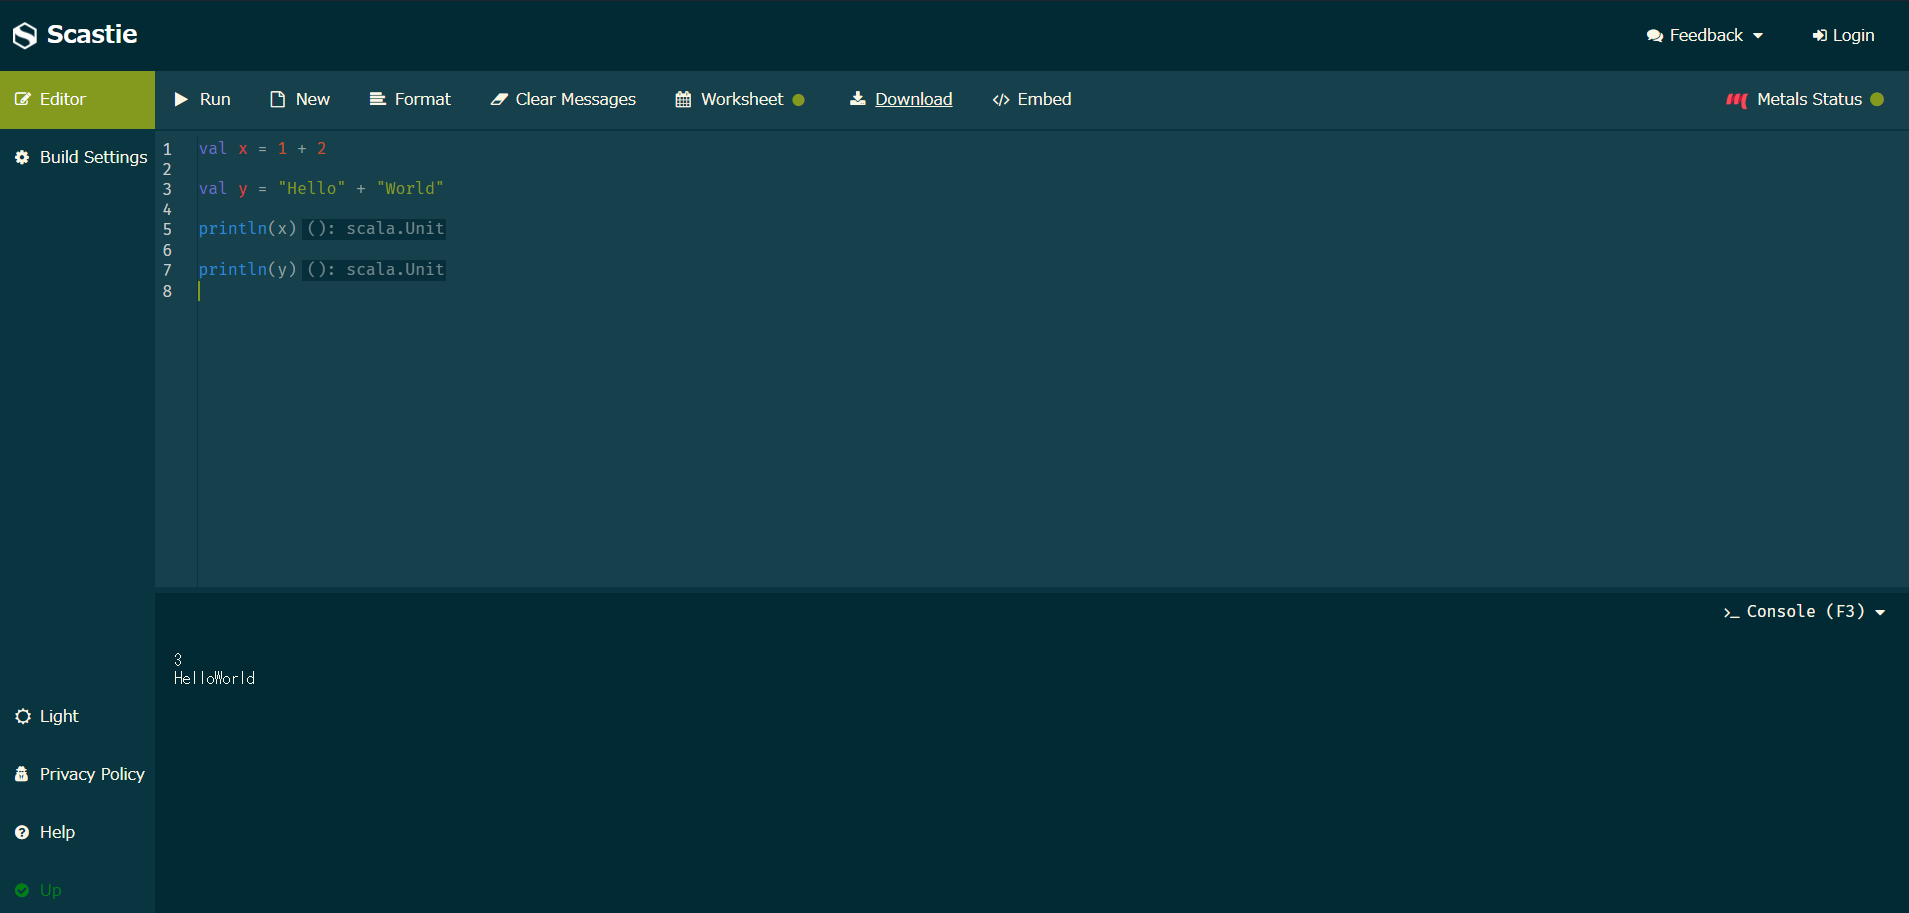 Scastie
Feedback
Login
Editor
Run
New
Format
Clear Messages
Worksheet
Download
Embed
Metals Status
Build Settings
1 val x = 1 + 2
2
3 val y = "Hello" + "World"
4
5 println(x) (): scala.Unit
6
7 println(y) (): scala.Unit
8
>_ Console (F3)
3
HelloWorld
Light
Privacy Policy
Help
Up